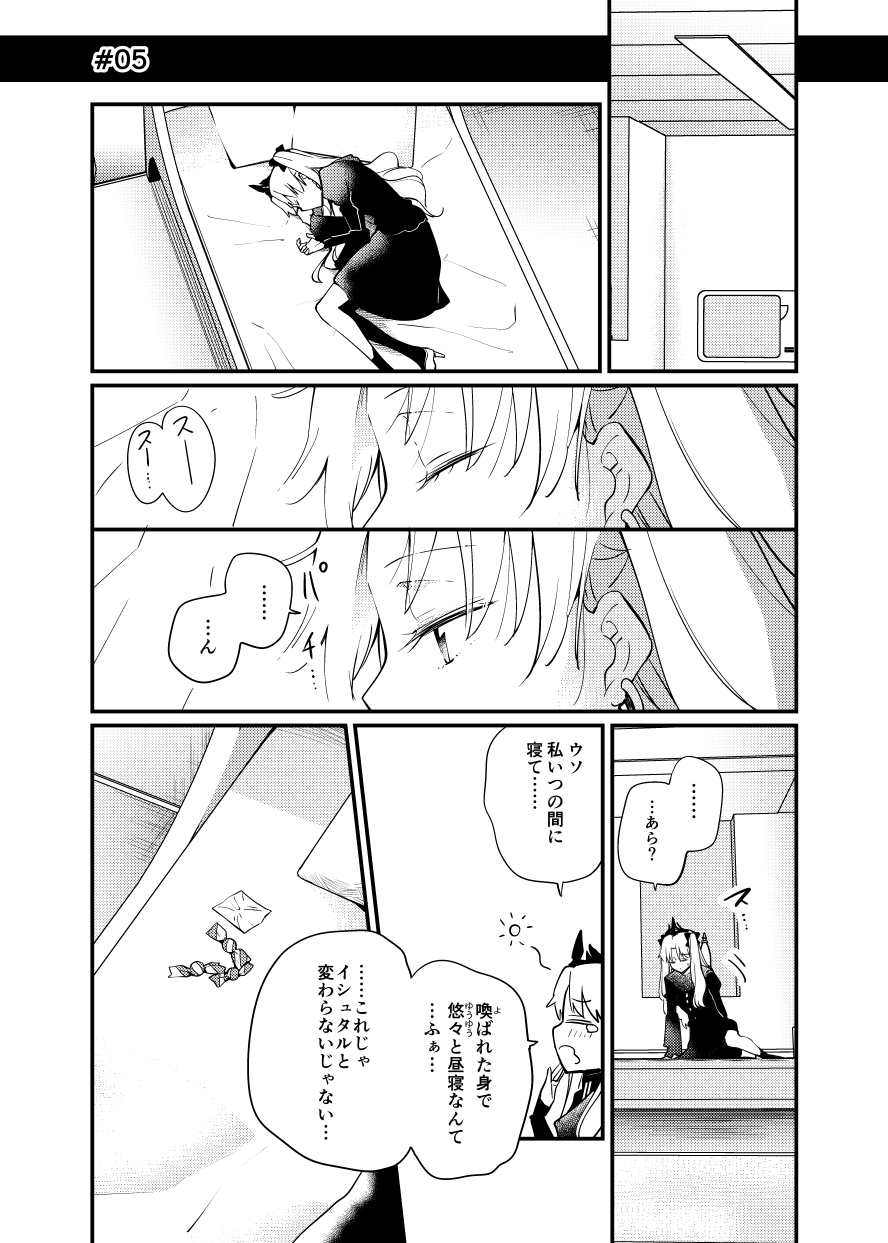 #05
スー
スー…
パチ…
……
…ん
……
…あら?
ス…
ウソ
私いつの間に
寝て……
喚ばれた身で
よ
悠々と昼寝なんて
ゆうゆう
…ふぁ…
……これじゃ
イシュタルと
変わらないじゃない…